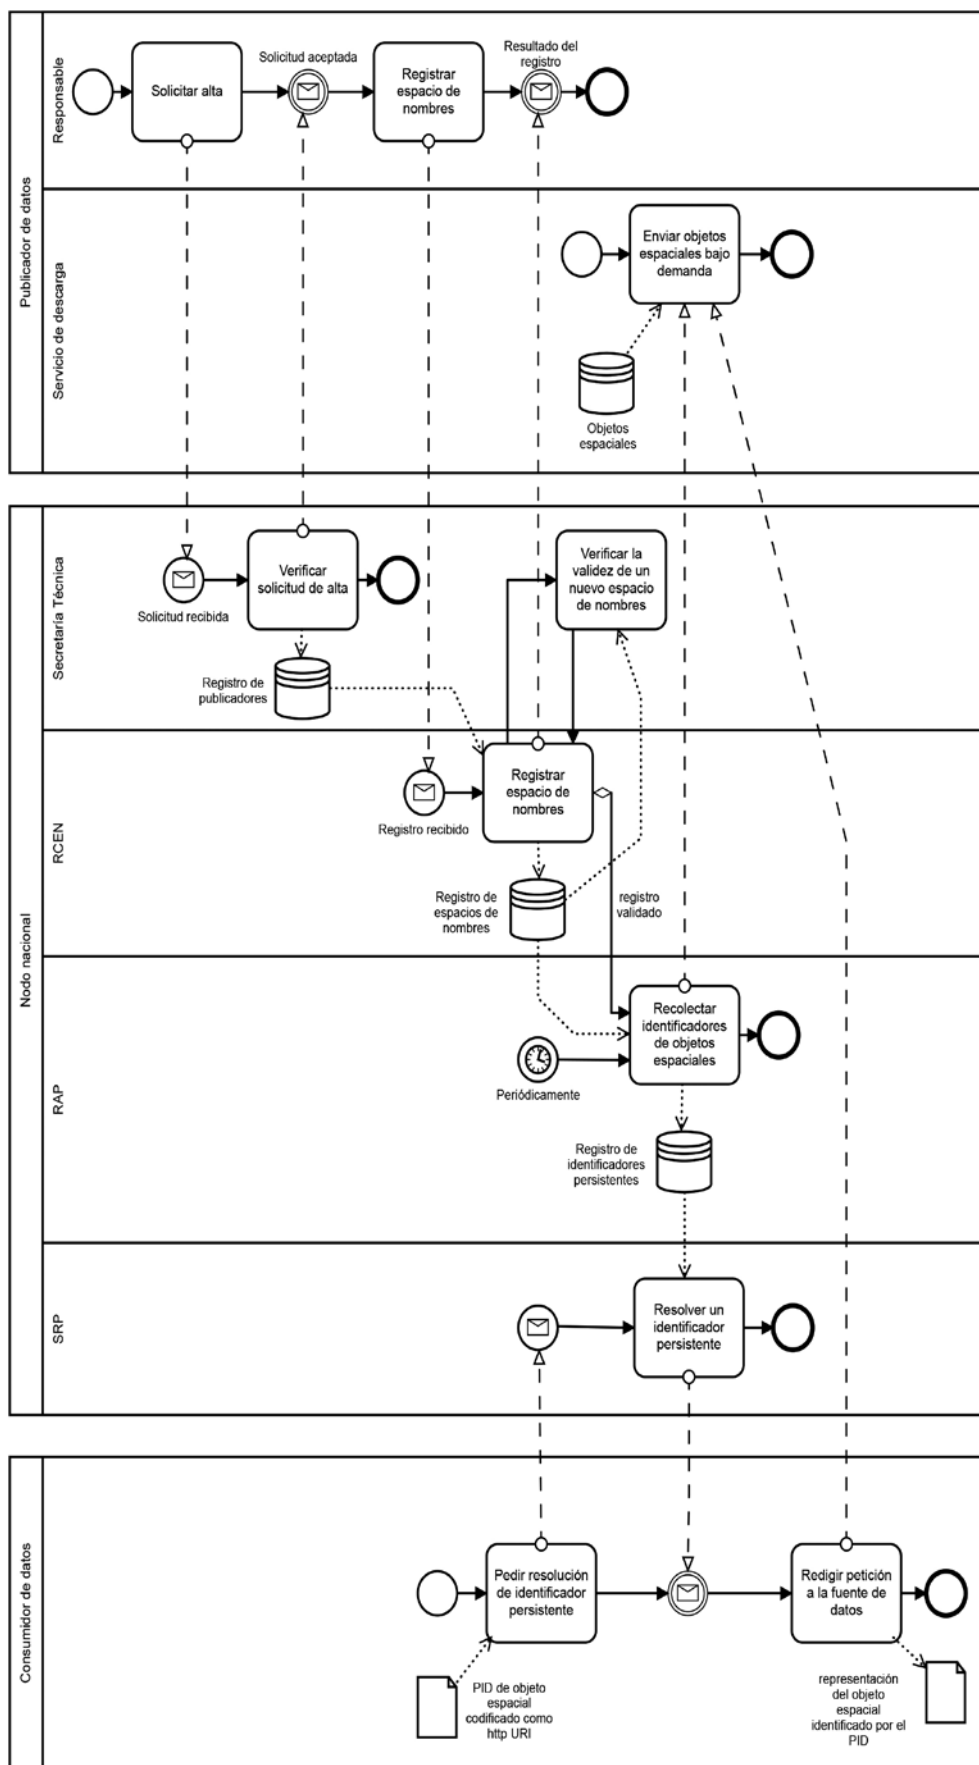 Publicador de datos
Responsable
Solicitar alta
Solicitud aceptada
Registrar
espacio de
nombres
Resultado del
registro
Servicio de descarga
Enviar objetos
espaciales bajo
demanda
Objetos
espaciales
Nodo nacional
Secretaría Técnica
Solicitud recibida
Verificar
solicitud de alta
Registro de
publicadores
Verificar la
validez de un
nuevo espacio
de nombres
RCEN
Registro recibido
Registrar
espacio de
nombres
Registro de
espacios de
nombres
registro
validado
RAP
Recolectar
identificadores
de objetos
espaciales
Periódicamente
Registro de
identificadores
persistentes
SRP
Resolver un
identificador
persistente
Consumidor de datos
Pedir resolución
de identificador
persistente
PID de objeto
espacial
codificado como
http URI
Redigir petición
a la fuente de
datos
representación
del objeto
espacial
identificado por el
PID